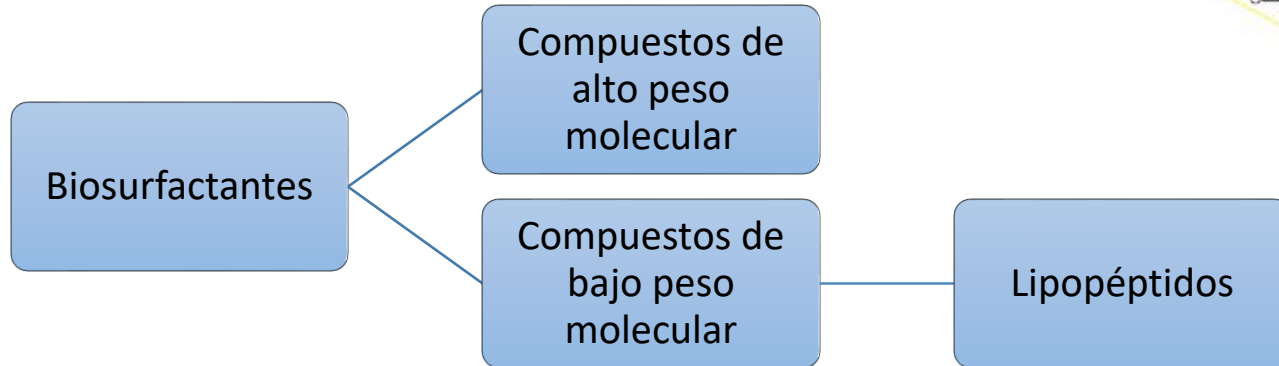 Biosurfactantes
Compuestos de
alto peso
molecular
Compuestos de
bajo peso
molecular
Lipopéptidos